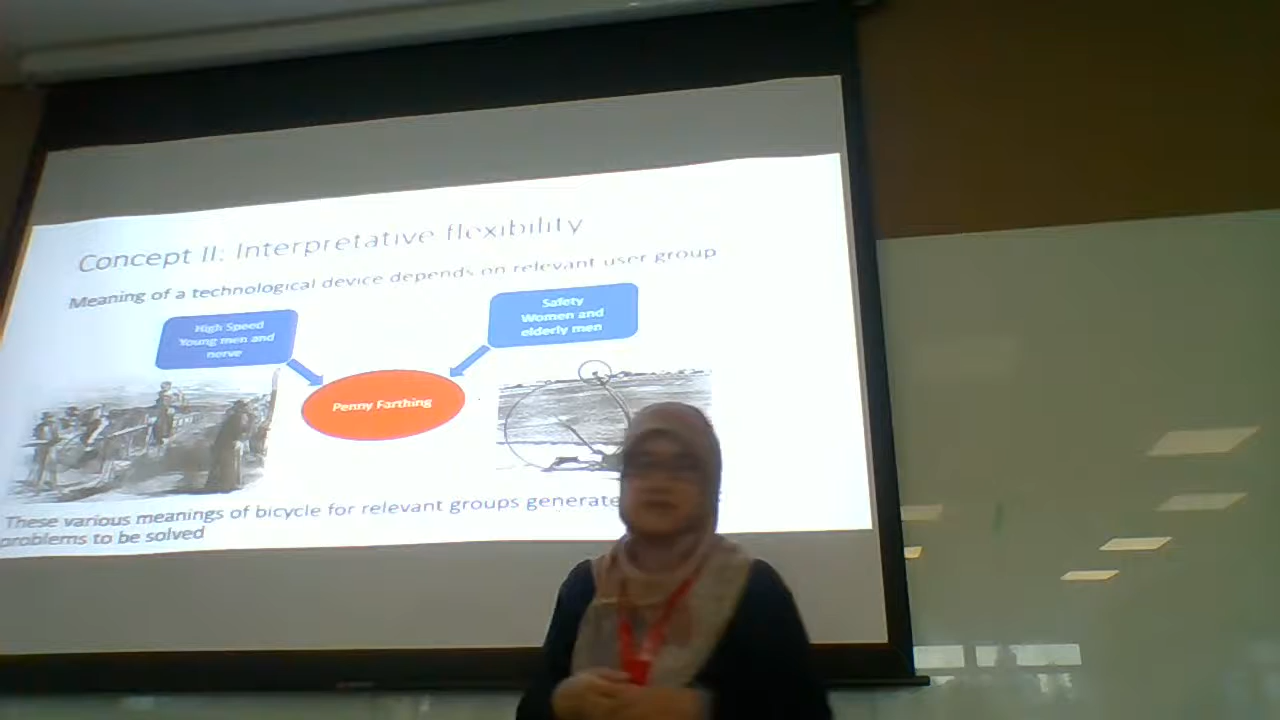 Concept II: Interpretative flexibility
Meaning of a technological device depends on relevant user group
High Speed
Young men and
nerve
Safety
Women and
elderly men
Penny Farthing
These various meanings of bicycle for relevant groups generate
problems to be solved